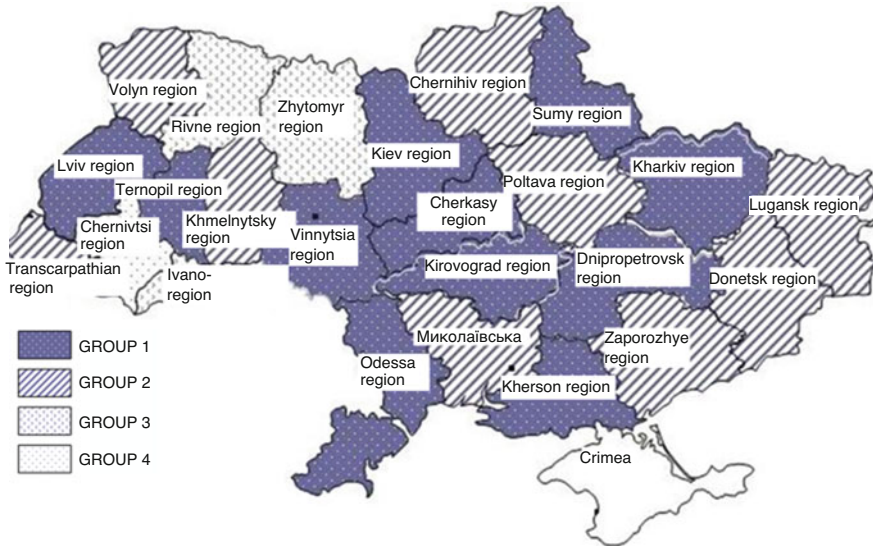 Volyn region
Rivne region
Zhytomyr
region
Chernihiv region
Sumy region
Kiev region
Lviv region
Ternopil region
Kharkiv region
Poltava region
Cherkasy
region
Lugansk region
Chernivtsi
region
Khmelnytsky
region
Vinnytsia
region
Transcarpathian
region
Ivano-
region
Kirovograd region
Dnipropetrovsk
region
Donetsk region
Миколаївська
Zaporozhye
region
Odessa
region
Kherson region
Crimea
GROUP 1
GROUP 2
GROUP 3
GROUP 4